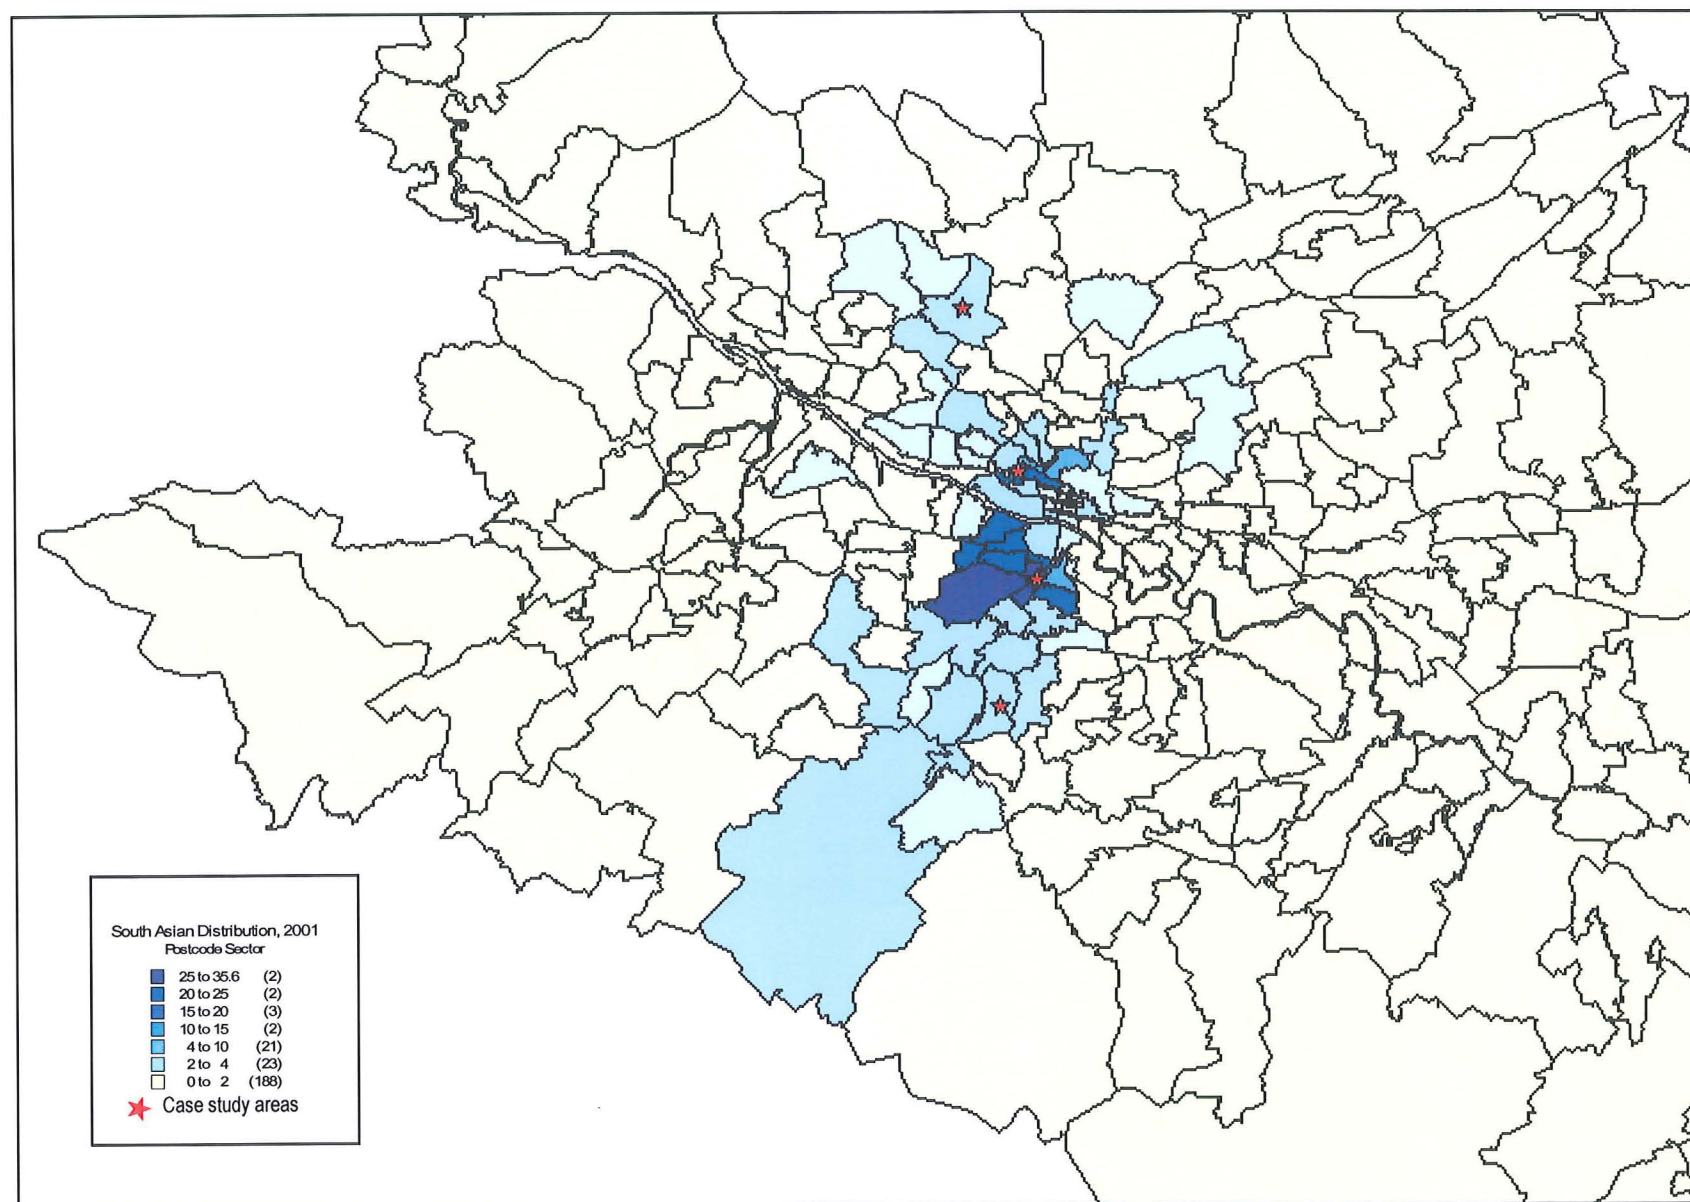 South Asian Distribution, 2001
Postcode Sector
25 to 35.6 (2)
20 to 25 (2)
15 to 20 (3)
10 to 15 (2)
4 to 10 (21)
2 to 4 (23)
0 to 2 (188)
Case study areas